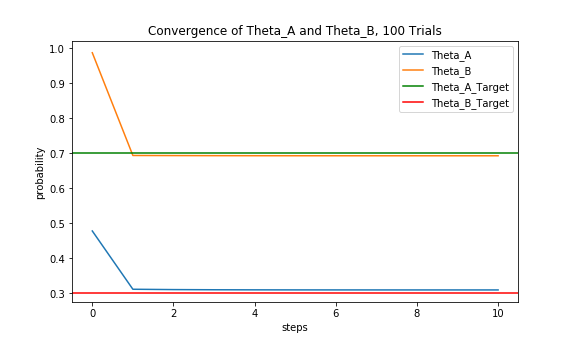 Convergence of Theta_A and Theta_B, 100 Trials
1.0
0.9
0.8
0.7
0.6
0.5
0.4
0.3
probability
Theta_A
Theta_B
Theta_A_Target
Theta_B_Target
0 2 4 6 8 10
steps